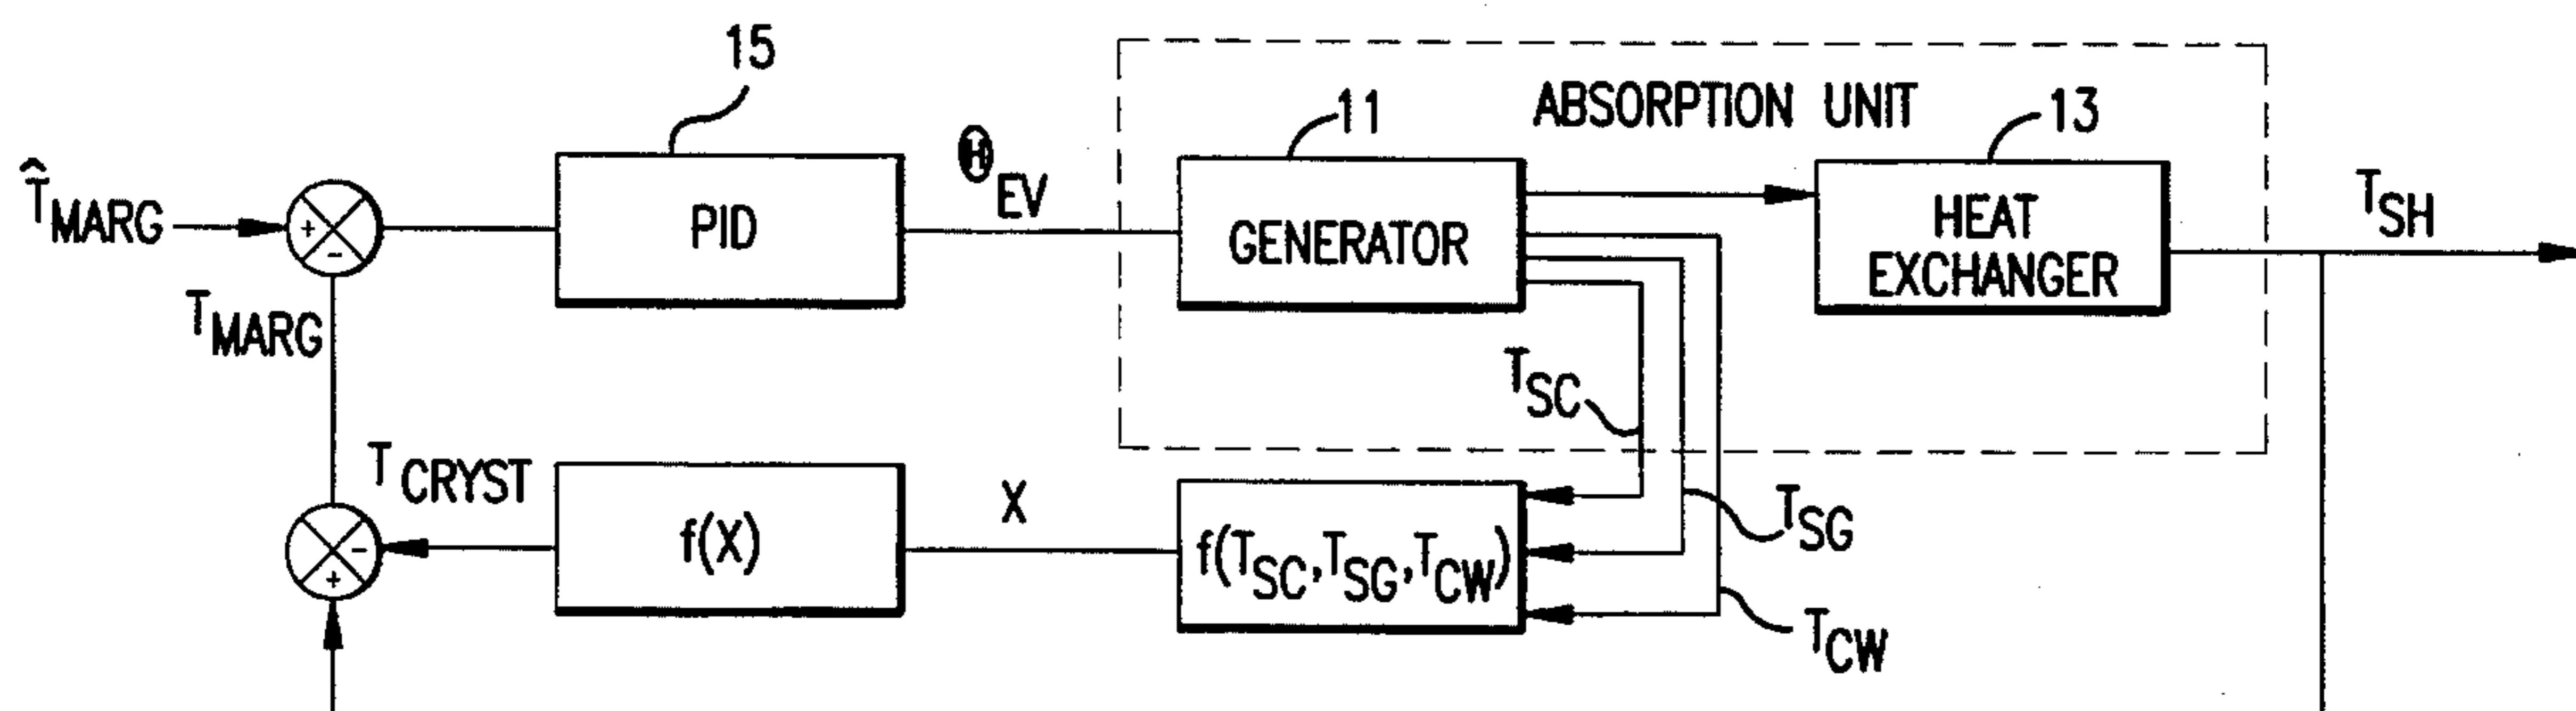 15
ABSORPTION UNIT
11
13
T̂MARG
+
-
PID
ΘEV
GENERATOR
HEAT
EXCHANGER
TSH
TMARG
TSC
TCRYST
-
+
f(X)
X
f(TSC,TSG,TCW)
TSG
TCW